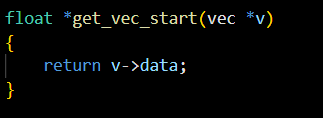 float *get_vec_start(vec *v)
{
    return v->data;
}